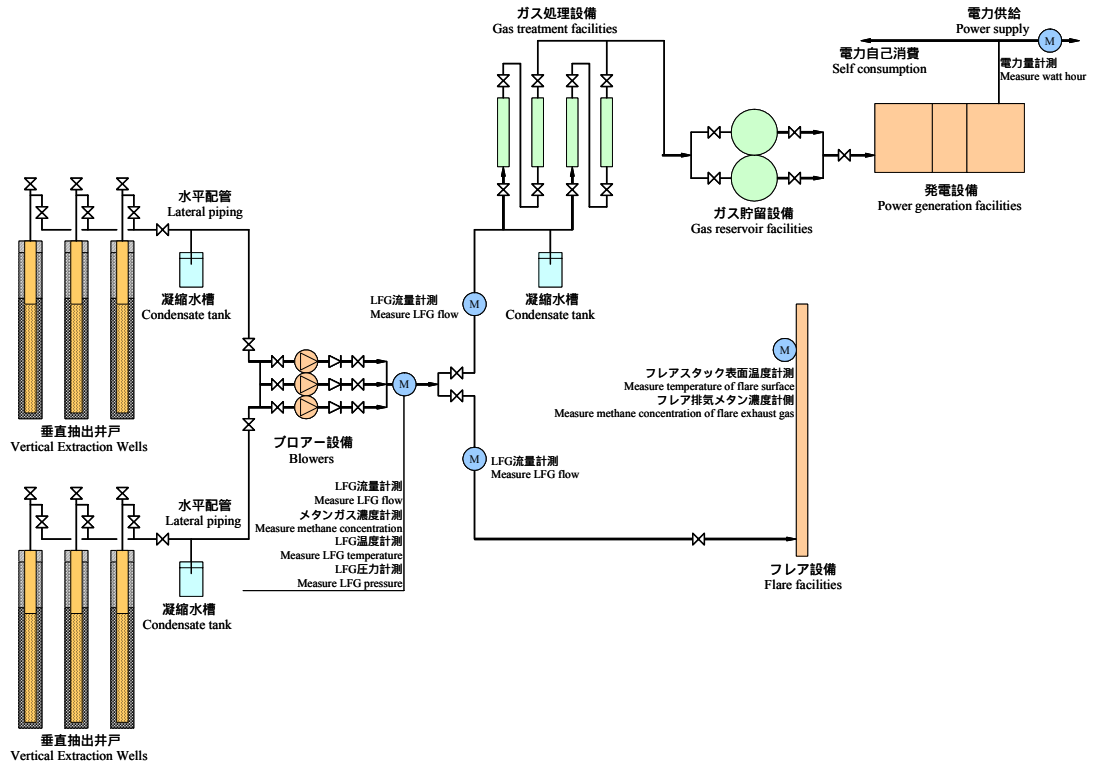 ガス処理設備
Gas treatment facilities
電力供給
Power supply
M
電力自己消費
Self consumption
電力量計測
Measure watt hour
発電設備
Power generation facilities
ガス貯留設備
Gas reservoir facilities
水平配管
Lateral piping
凝縮水槽
Condensate tank
凝縮水槽
Condensate tank
LFG流量計測
Measure LFG flow
M
M
フレアスタック表面温度計測
Measure temperature of flare surface
フレア排気メタン濃度計側
Measure methane concentration of flare exhaust gas
M
垂直抽出井戸
Vertical Extraction Wells
ブロアー設備
Blowers
M
LFG流量計測
Measure LFG flow
LFG流量計測
Measure LFG flow
メタンガス濃度計測
Measure methane concentration
LFG温度計測
Measure LFG temperature
LFG圧力計測
Measure LFG pressure
水平配管
Lateral piping
凝縮水槽
Condensate tank
フレア設備
Flare facilities
垂直抽出井戸
Vertical Extraction Wells